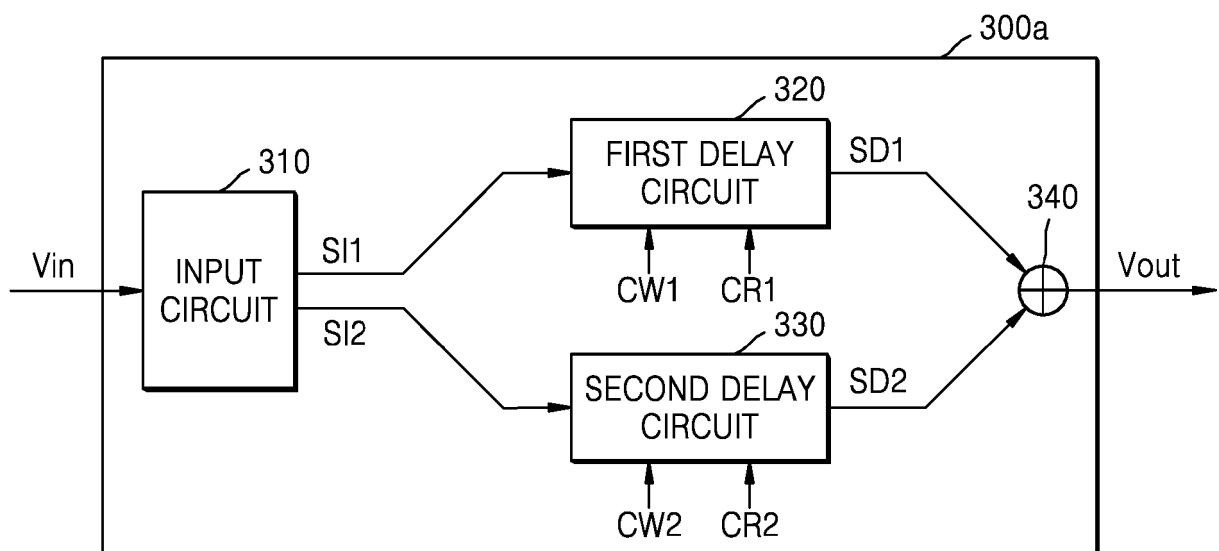 300a
320
FIRST DELAY
CIRCUIT
SD1
310
INPUT
CIRCUIT
SI1
SI2
Vin
CW1
CR1
340
Vout
330
SECOND DELAY
CIRCUIT
SD2
CW2
CR2